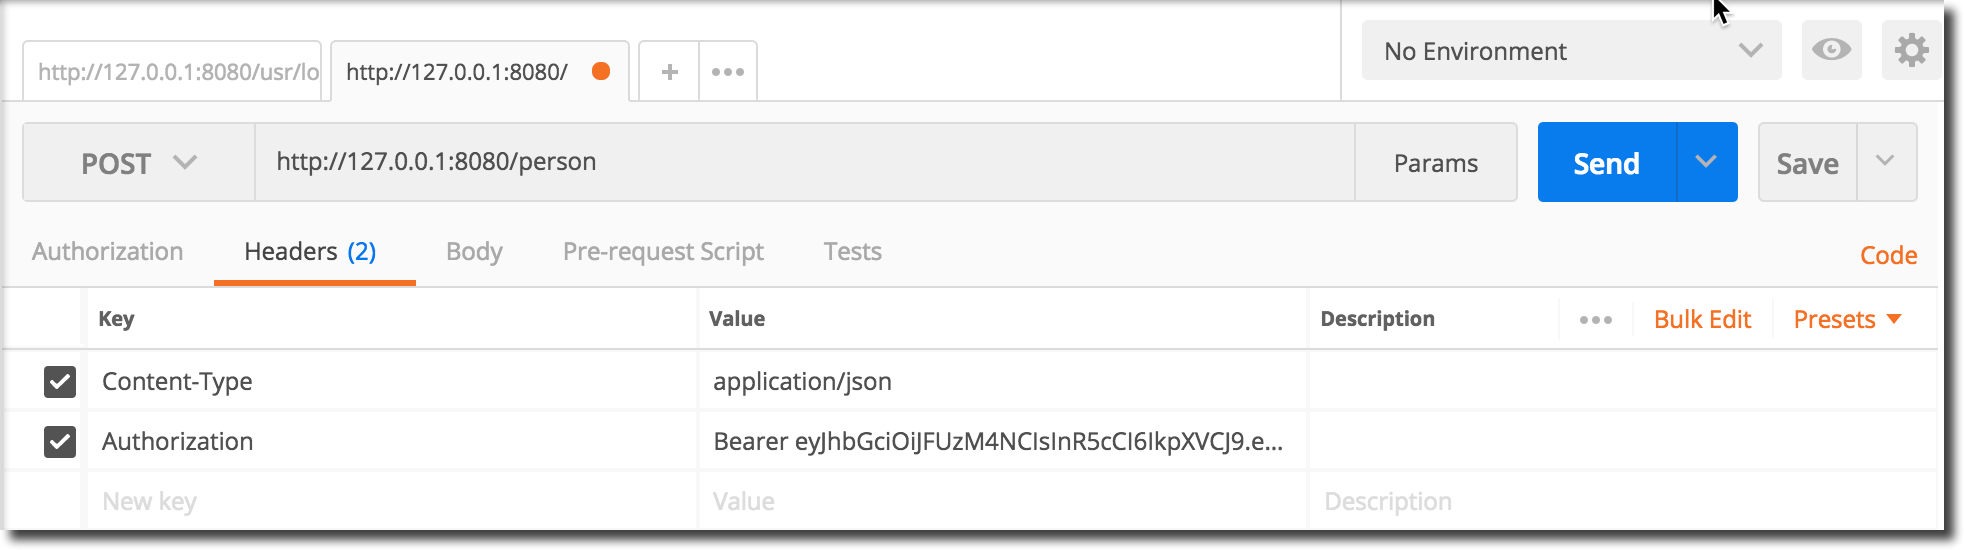 http://127.0.0.1:8080/usr/lo http://127.0.0.1:8080/ + ••• No Environment
POST http://127.0.0.1:8080/person Params Send Save
Authorization Headers (2) Body Pre-request Script Tests Code
Key Value Description ••• Bulk Edit Presets
Content-Type application/json
Authorization Bearer eyJhbGciOiJFUzM4NCIsInR5cCI6IkpXVCJ9.e...
New key Value Description